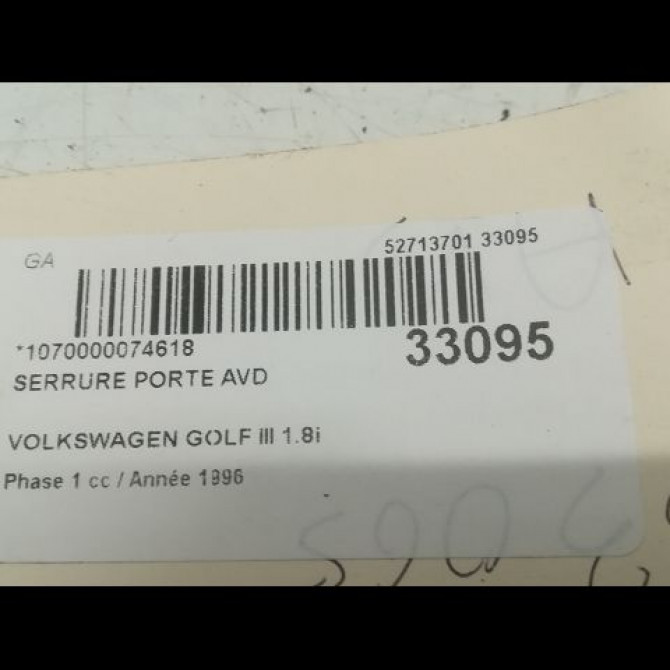 GA
52713701 33095
*1070000074618
33095
SERRURE PORTE AVD
VOLKSWAGEN GOLF III 1.8i
Phase 1 cc / Année 1996